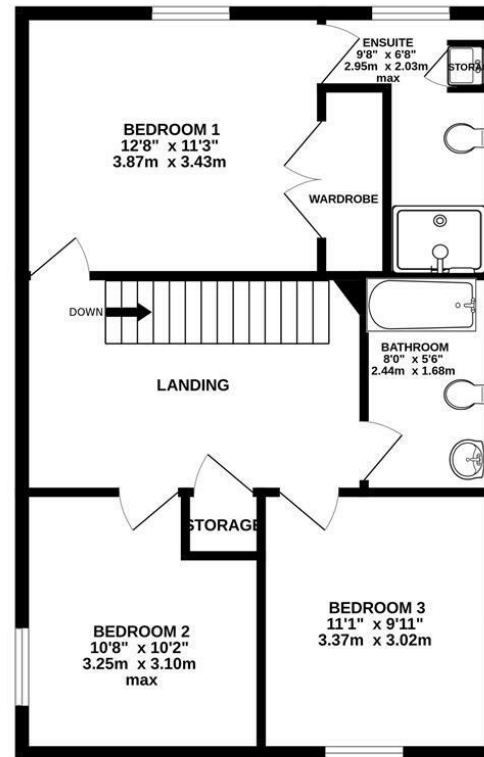 ENSUITE
9'8" x 6'8"
2.95m x 2.03m
max
BEDROOM 1
12'8" x 11'3"
3.87m x 3.43m
WARDROBE
DOWN
LANDING
BATHROOM
8'0" x 5'6"
2.44m x 1.68m
STORAGE
BEDROOM 2
10'8" x 10'2"
3.25m x 3.10m
max
BEDROOM 3
11'1" x 9'11"
3.37m x 3.02m